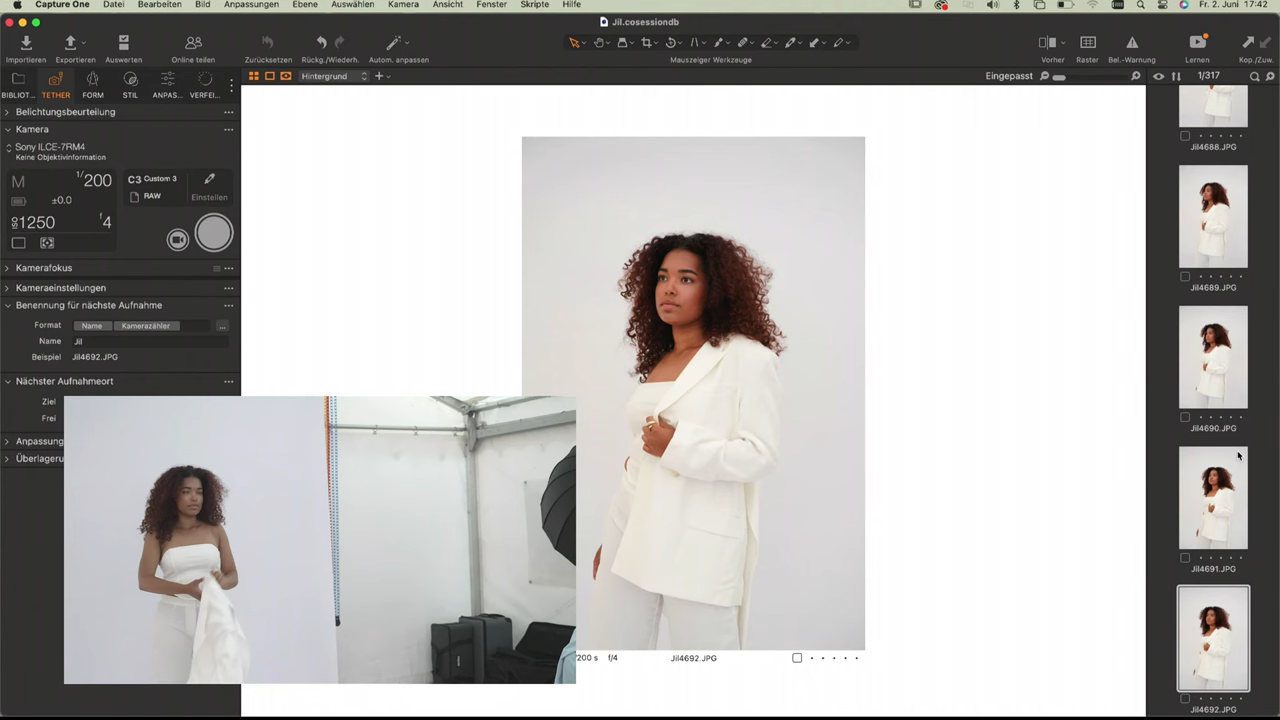 Capture One Datei Bearbeiten Bild Anpassungen Ebene Auswählen Kamera Ansicht Fenster Skripte Hilfe Fr. 2. Juni 17:42
Jil.cosessiondb
Importieren Exportieren Auswerten Online teilen Zurücksetzen Rückg./Wiederh. Autom. anpassen Mauszeiger Werkzeuge Vorher Raster Bel.-Warnung Lernen Kop./Zuw.
BIBLIOT... TETHER FORM STIL ANPAS... VERFEI...
Hintergrund
Eingepasst
1/317
Belichtungsbeurteilung
Kamera
Sony ILCE-7RM4
Keine Objektivinformation
M
1/200
±0.0
ISO 1250
f4
C3 Custom 3
RAW
Einstellen
Kamerafokus
Kameraeinstellungen
Benennung für nächste Aufnahme
Format Name Kamerazähler ...
Name Jil
Beispiel Jil4692.JPG
Nächster Aufnahmeort
Ziel
Frei
Anpassung
Überlageru
200 s f/4 Jil4692.JPG
Jil4688.JPG
Jil4689.JPG
Jil4690.JPG
Jil4691.JPG
Jil4692.JPG